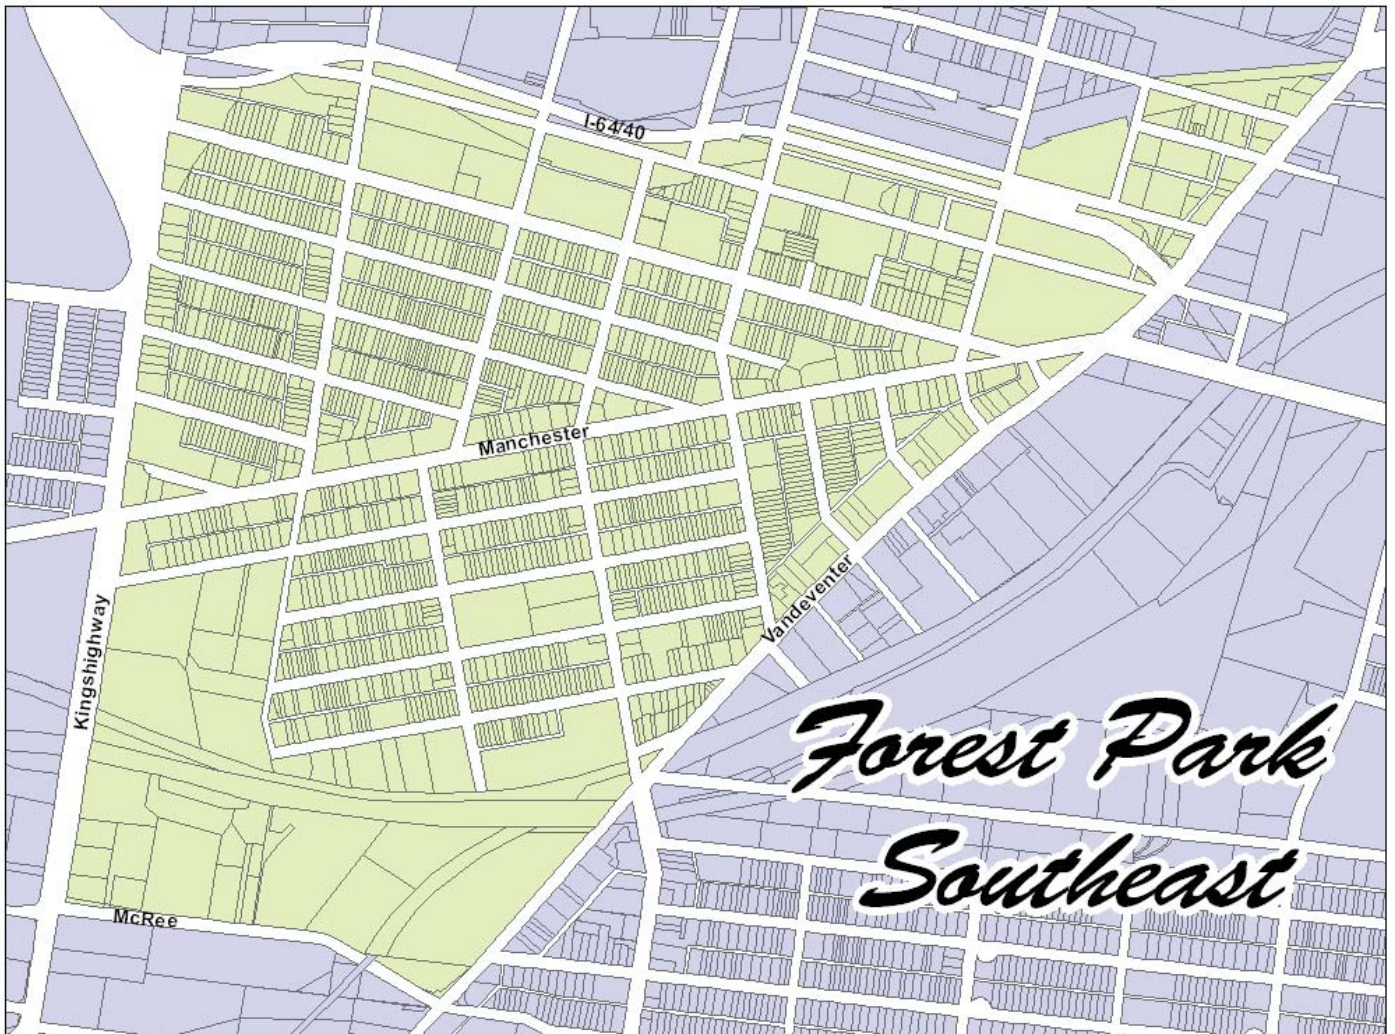 I-64/40
Manchester
Kingshighway
Vandeventer
Forest Park
Southeast
McRee